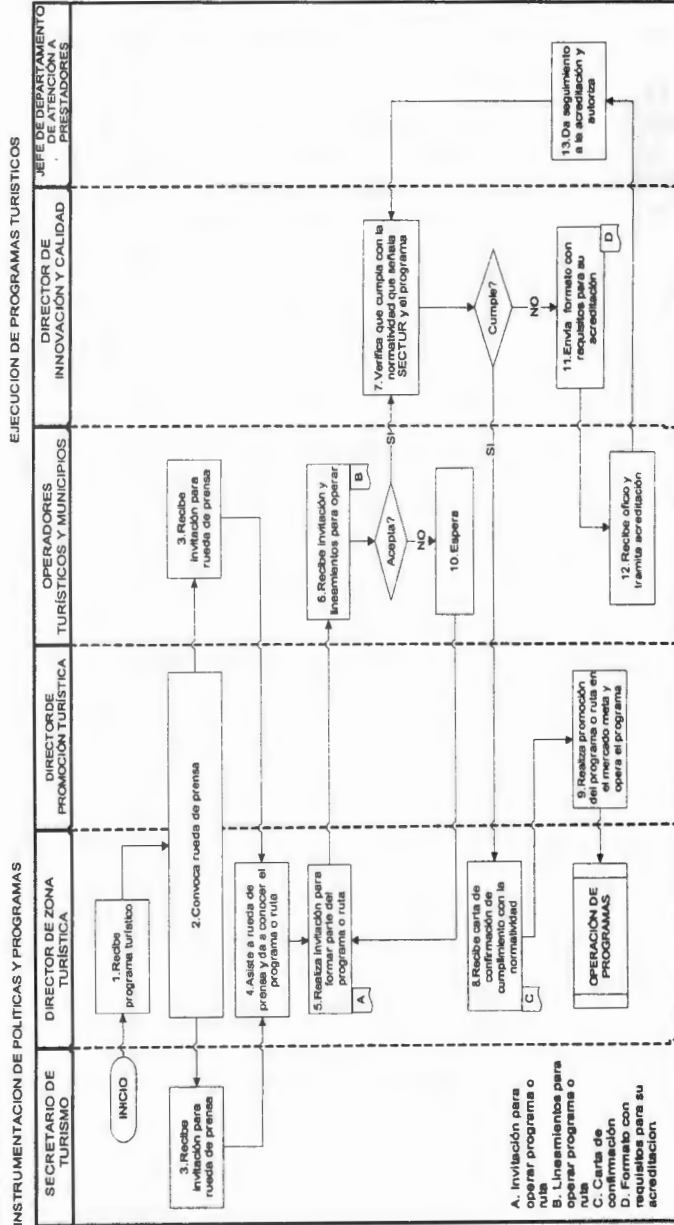 INSTRUMENTACION DE POLITICAS Y PROGRAMAS
EJECUCION DE PROGRAMAS TURISTICOS
SECRETARIO DE
TURISMO
DIRECTOR DE ZONA
TURÍSTICA
DIRECTOR DE
PROMOCIÓN TURÍSTICA
OPERADORES
TURÍSTICOS Y MUNICIPIOS
DIRECTOR DE
INNOVACIÓN Y CALIDAD
JEFE DE DEPARTAMENTO
DE ATENCIÓN A
PRESTADORES
INICIO
1.Recibe
programa turístico
2.Convoca rueda de prensa
3.Recibe
invitación para
rueda de prensa
3.Recibe
invitación para
rueda de prensa
4.Asiste a rueda de
prensa y da a conocer el
programa o ruta
5.Realiza invitación para
formar parte del
programa o ruta
A
6.Recibe invitación y
lineamientos para operar
B
Acepta?
SI
NO
10.Espera
7.Verifica que cumpla con la
normatividad que señala
SECTUR y el programa
Cumple?
SI
NO
8.Recibe carta de
confirmación de
cumplimiento con la
normatividad
C
9.Realiza promoción
del programa o ruta en
el mercado meta y
opera el programa
OPERACIÓN DE
PROGRAMAS
11.Envía formato con
requisitos para su
acreditación
D
12.Recibe oficio y
tramita acreditación
13.Da seguimiento
a la acreditación y
autoriza
A. Invitación para
operar programa o
ruta
B. Lineamientos para
operar programa o
ruta
C. Carta de
confirmación
D. Formato con
requisitos para su
acreditacion